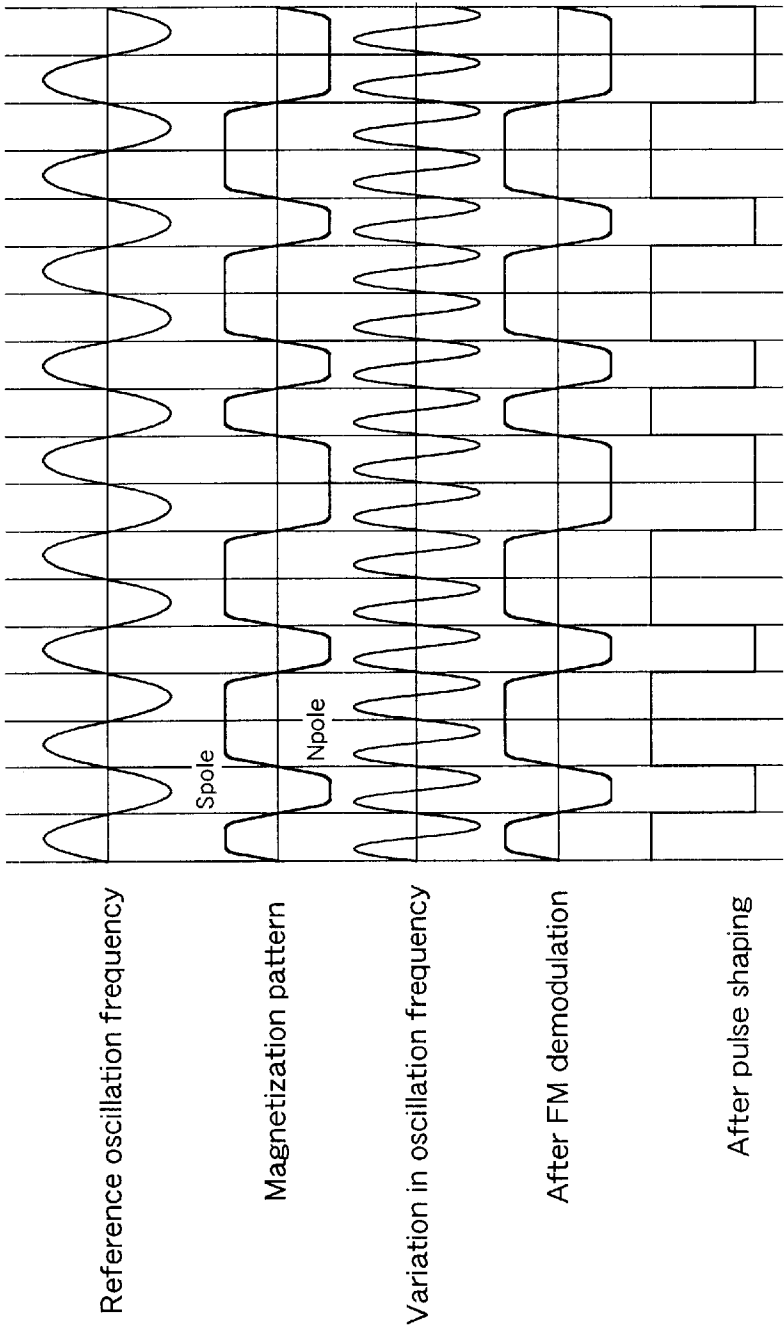 Reference oscillation frequency
Spole
Magnetization pattern
Npole
Variation in oscillation frequency
After FM demodulation
After pulse shaping